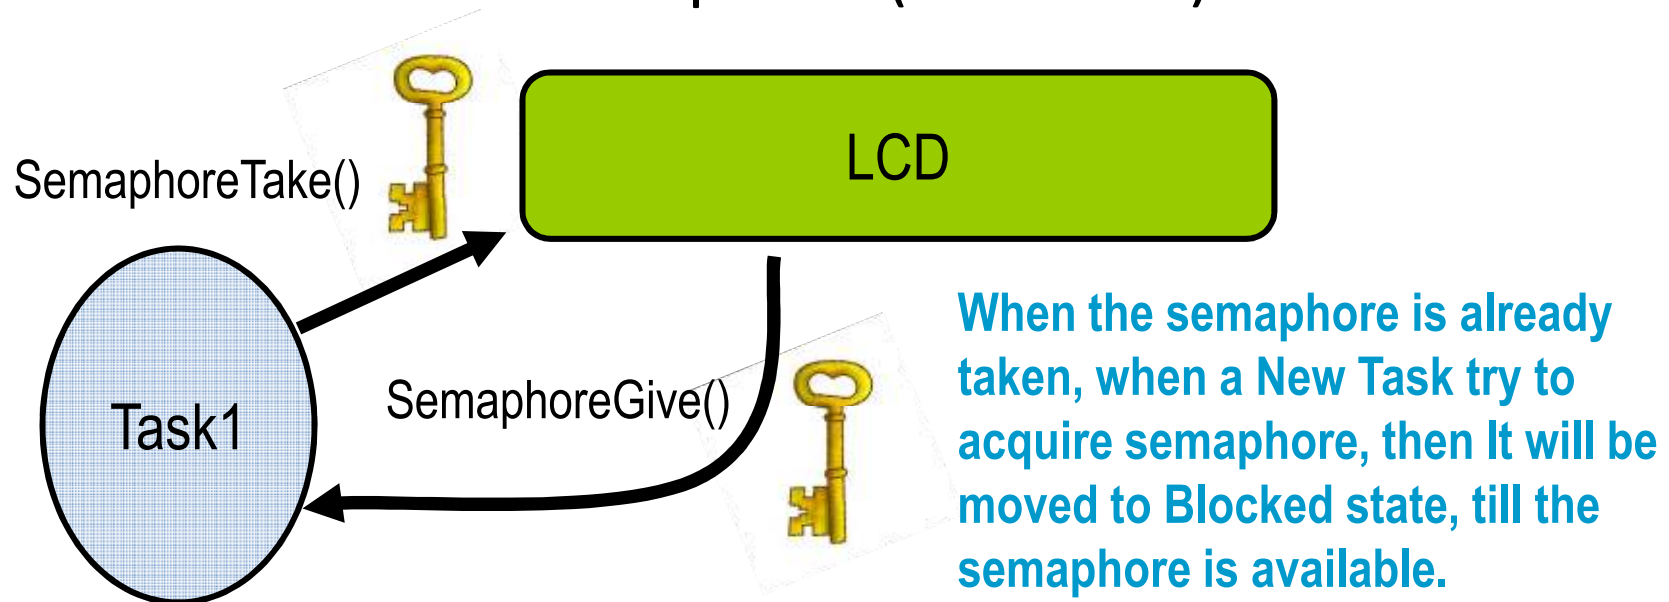 LCD
SemaphoreTake()
SemaphoreGive()
Task1
When the semaphore is already
taken, when a New Task try to
acquire semaphore, then It will be
moved to Blocked state, till the
semaphore is available.